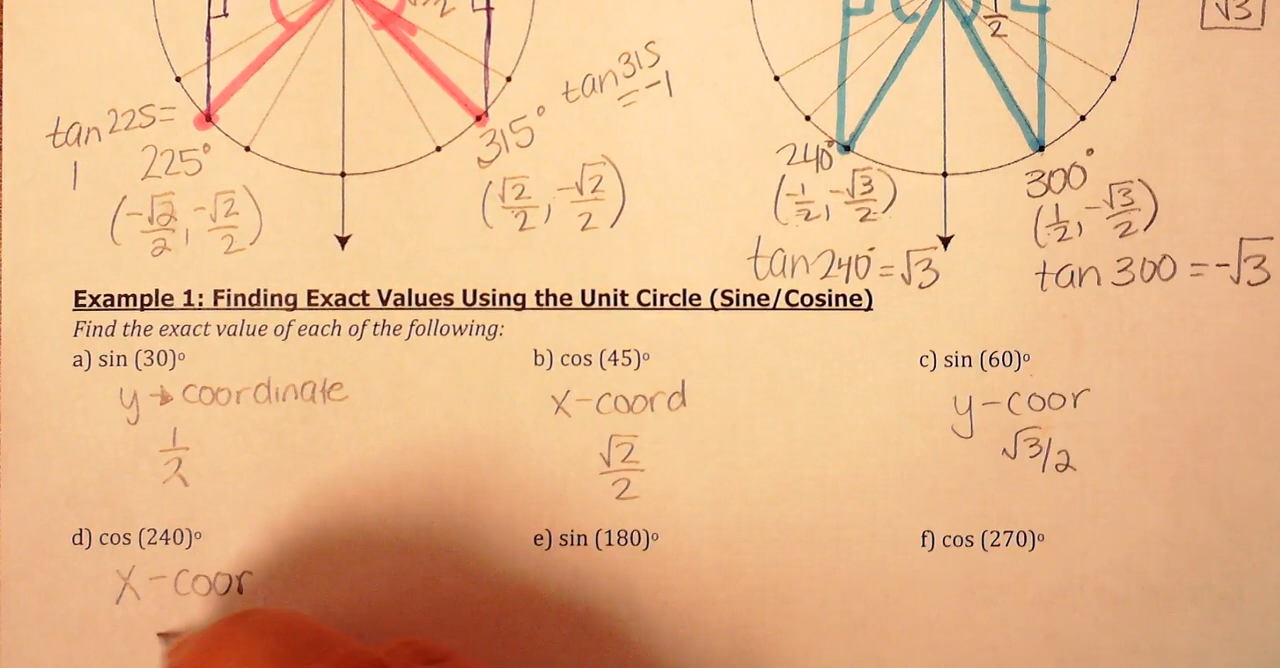 √3
1/2
tan 225 = 1
225°
(-√2/2, -√2/2)
tan 315 = -1
315°
(√2/2, -√2/2)
240°
(-1/2, -√3/2)
tan 240° = √3
300°
(1/2, -√3/2)
tan 300 = -√3
Example 1: Finding Exact Values Using the Unit Circle (Sine/Cosine)
Find the exact value of each of the following:
a) sin (30)° b) cos (45)° c) sin (60)°
y → coordinate x-coord y-coor
1/2 √2/2 √3/2
d) cos (240)° e) sin (180)° f) cos (270)°
X-coor